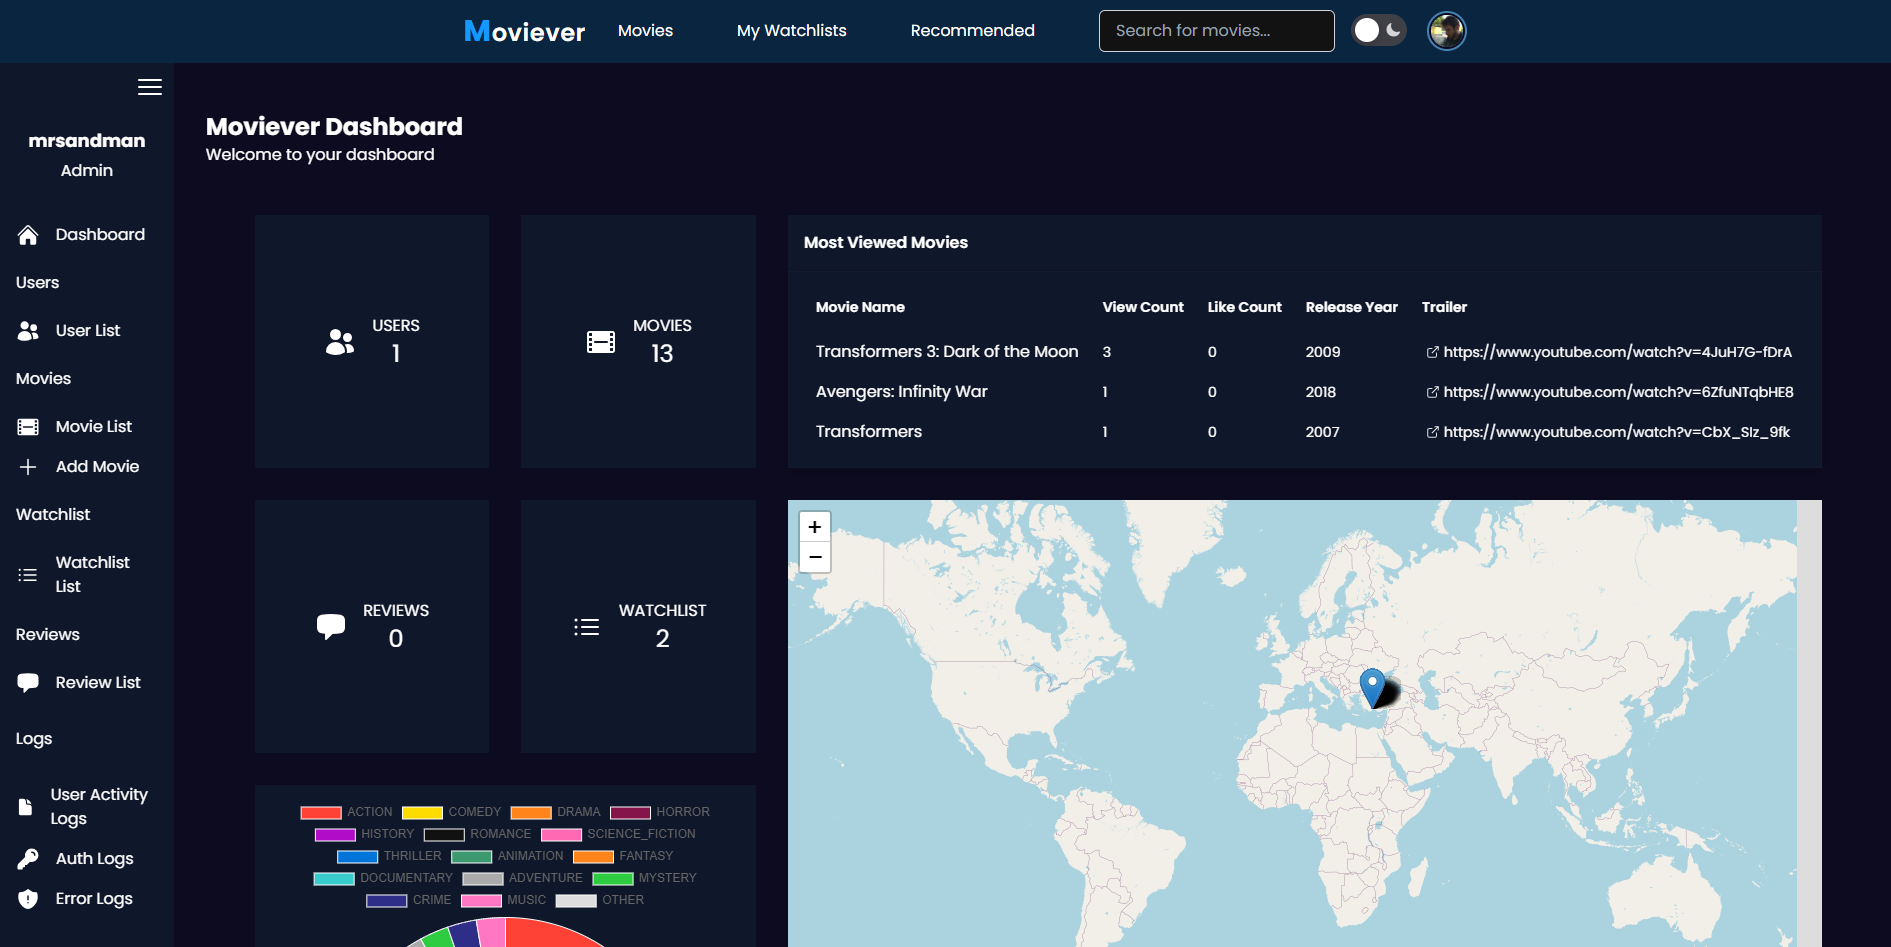 Moviever
Movies
My Watchlists
Recommended
Search for movies...
mrsandman
Admin
Dashboard
Users
User List
Movies
Movie List
Add Movie
Watchlist
Watchlist
List
Reviews
Review List
Logs
User Activity
Logs
Auth Logs
Error Logs
Moviever Dashboard
Welcome to your dashboard
USERS
1
MOVIES
13
Most Viewed Movies
Movie Name View Count Like Count Release Year Trailer
Transformers 3: Dark of the Moon 3 0 2009 https://www.youtube.com/watch?v=4JuH7G-fDrA
Avengers: Infinity War 1 0 2018 https://www.youtube.com/watch?v=6ZfuNTqbHE8
Transformers 1 0 2007 https://www.youtube.com/watch?v=CbX_SIz_9fk
REVIEWS
0
WATCHLIST
2
+
−
ACTION COMEDY DRAMA HORROR
HISTORY ROMANCE SCIENCE_FICTION
THRILLER ANIMATION FANTASY
DOCUMENTARY ADVENTURE MYSTERY
CRIME MUSIC OTHER